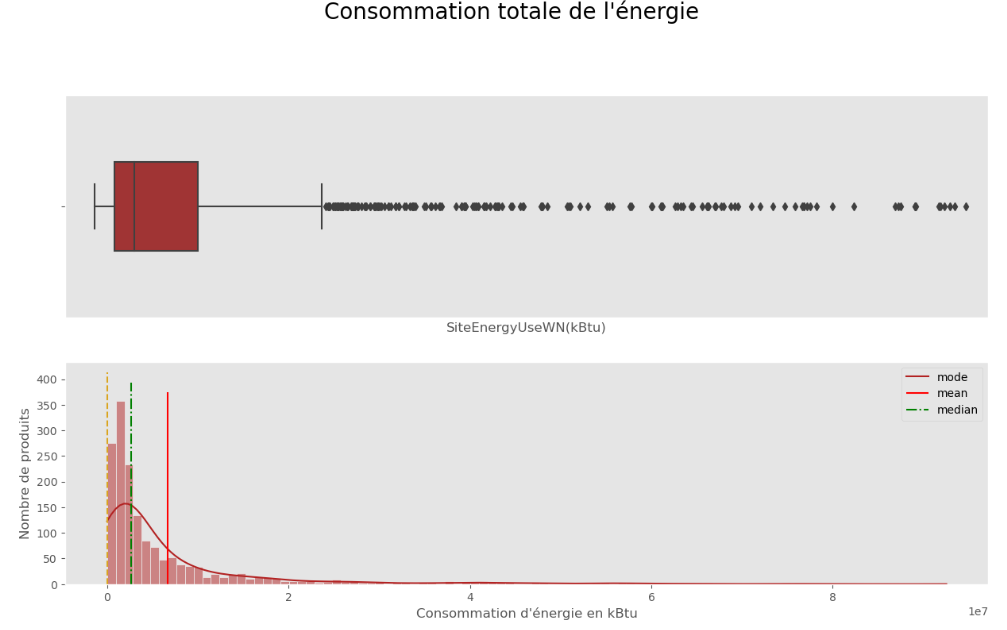 Consommation totale de l'énergie
SiteEnergyUseWN(kBtu)
400
350
300
250
200
150
100
50
0
Nombre de produits
mode
mean
median
0 2 4 6 8
1e7
Consommation d'énergie en kBtu